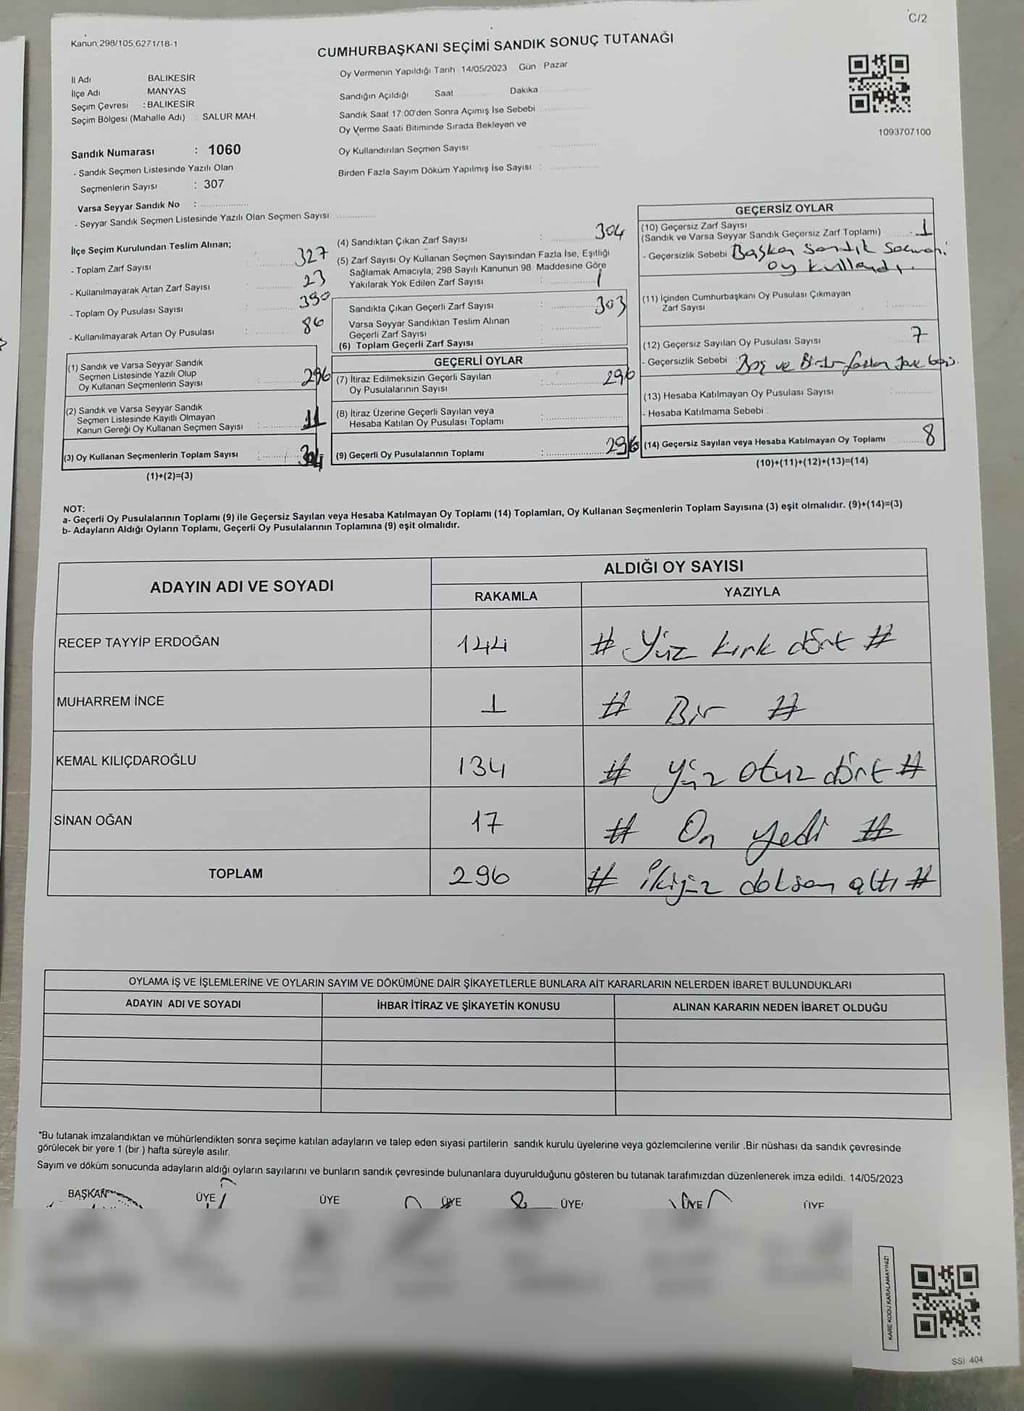 C/2
Kanun 298/105,6271/18-1
CUMHURBAŞKANI SEÇİMİ SANDIK SONUÇ TUTANAĞI
İl Adı BALIKESİR
İlçe Adı MANYAS
Seçim Çevresi : BALIKESİR
Seçim Bölgesi (Mahalle Adı) SALUR MAH
Sandık Numarası : 1060
- Sandık Seçmen Listesinde Yazılı Olan
Seçmenlerin Sayısı : 307
Varsa Seyyar Sandık No :
- Seyyar Sandık Seçmen Listesinde Yazılı Olan Seçmen Sayısı
Oy Vermenin Yapıldığı Tarih 14/05/2023 Gün Pazar
Sandığın Açıldığı Saat Dakika
Sandık Saat 17:00'den Sonra Açımış İse Sebebi
Oy Verme Saati Bitiminde Sırada Bekleyen ve
Oy Kullandırılan Seçmen Sayısı
Birden Fazla Sayım Döküm Yapılmış İse Sayısı :
1093707100
İlçe Seçim Kurulundan Teslim Alınan;
- Toplam Zarf Sayısı 327
- Kullanılmayarak Artan Zarf Sayısı 23
- Toplam Oy Pusulası Sayısı 390
- Kullanılmayarak Artan Oy Pusulası 86
(1) Sandık ve Varsa Seyyar Sandık
Seçmen Listesinde Yazılı Olup
Oy Kullanan Seçmenlerin Sayısı 296
(2) Sandık ve Varsa Seyyar Sandık
Seçmen Listesinde Kayıtlı Olmayan
Kanun Gereği Oy Kullanan Seçmen Sayısı 11
(3) Oy Kullanan Seçmenlerin Toplam Sayısı 304
(1)+(2)=(3)
(4) Sandıktan Çıkan Zarf Sayısı : 304
(5) Zarf Sayısı Oy Kullanan Seçmen Sayısından Fazla İse, Eşitliği
Sağlamak Amacıyla; 298 Sayılı Kanunun 98 Maddesine Göre
Yakılarak Yok Edilen Zarf Sayısı : 1
Sandıkta Çıkan Geçerli Zarf Sayısı : 303
Varsa Seyyar Sandıktan Teslim Alınan
Geçerli Zarf Sayısı
(6) Toplam Geçerli Zarf Sayısı
GEÇERLİ OYLAR
(7) İtiraz Edilmeksizin Geçerli Sayılan
Oy Pusulalarının Sayısı 296
(8) İtiraz Üzerine Geçerli Sayılan veya
Hesaba Katılan Oy Pusulası Toplamı
(9) Geçerli Oy Pusulalarının Toplamı : 296
GEÇERSİZ OYLAR
(10) Geçersiz Zarf Sayısı
(Sandık ve Varsa Seyyar Sandık Geçersiz Zarf Toplamı) 1
- Geçersizlik Sebebi Başka sandık seçmeni
oy kullandı.
(11) İçinden Cumhurbaşkanı Oy Pusulası Çıkmayan
Zarf Sayısı
(12) Geçersiz Sayılan Oy Pusulası Sayısı 7
- Geçersizlik Sebebi Boş ve Birden fazla
(13) Hesaba Katılmayan Oy Pusulası Sayısı
- Hesaba Katılmama Sebebi
(14) Geçersiz Sayılan veya Hesaba Katılmayan Oy Toplamı 8
(10)+(11)+(12)+(13)=(14)
NOT:
a- Geçerli Oy Pusulalarının Toplamı (9) ile Geçersiz Sayılan veya Hesaba Katılmayan Oy Toplamı (14) Toplamları, Oy Kullanan Seçmenlerin Toplam Sayısına (3) eşit olmalıdır. (9)+(14)=(3)
b- Adayların Aldığı Oyların Toplamı, Geçerli Oy Pusulalarının Toplamına (9) eşit olmalıdır.
ADAYIN ADI VE SOYADI ALDIĞI OY SAYISI
RAKAMLA YAZIYLA
RECEP TAYYİP ERDOĞAN 144 # Yüz kırk dört #
MUHARREM İNCE 1 # Bir #
KEMAL KILIÇDAROĞLU 134 # yüz otuz dört #
SİNAN OĞAN 17 # On yedi #
TOPLAM 296 # ikiyüz doksan altı #
OYLAMA İŞ VE İŞLEMLERİNE VE OYLARIN SAYIM VE DÖKÜMÜNE DAİR ŞİKAYETLERLE BUNLARA AİT KARARLARIN NELERDEN İBARET BULUNDUKLARI
ADAYIN ADI VE SOYADI İHBAR İTİRAZ VE ŞİKAYETİN KONUSU ALINAN KARARIN NEDEN İBARET OLDUĞU
*Bu tutanak imzalandıktan ve mühürlendikten sonra seçime katılan adayların ve talep eden siyasi partilerin sandık kurulu üyelerine veya gözlemcilerine verilir .Bir nüshası da sandık çevresinde
görülecek bir yere 1 (bir ) hafta süreyle asılır.
Sayım ve döküm sonucunda adayların aldığı oyların sayılarını ve bunların sandık çevresinde bulunanlara duyurulduğunu gösteren bu tutanak tarafımızdan düzenlenerek imza edildi. 14/05/2023
BAŞKAN ÜYE ÜYE ÜYE ÜYE ÜYE ÜYE
KARE KODU KARALAMAYINIZ!
SSİ 404